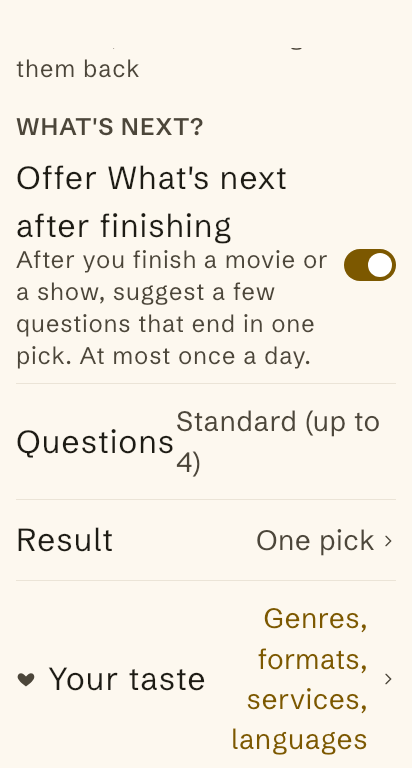 them back
WHAT'S NEXT?
Offer What's next
after finishing
After you finish a movie or
a show, suggest a few
questions that end in one
pick. At most once a day.
Questions
Standard (up to
4)
Result
One pick
Your taste
Genres,
formats,
services,
languages